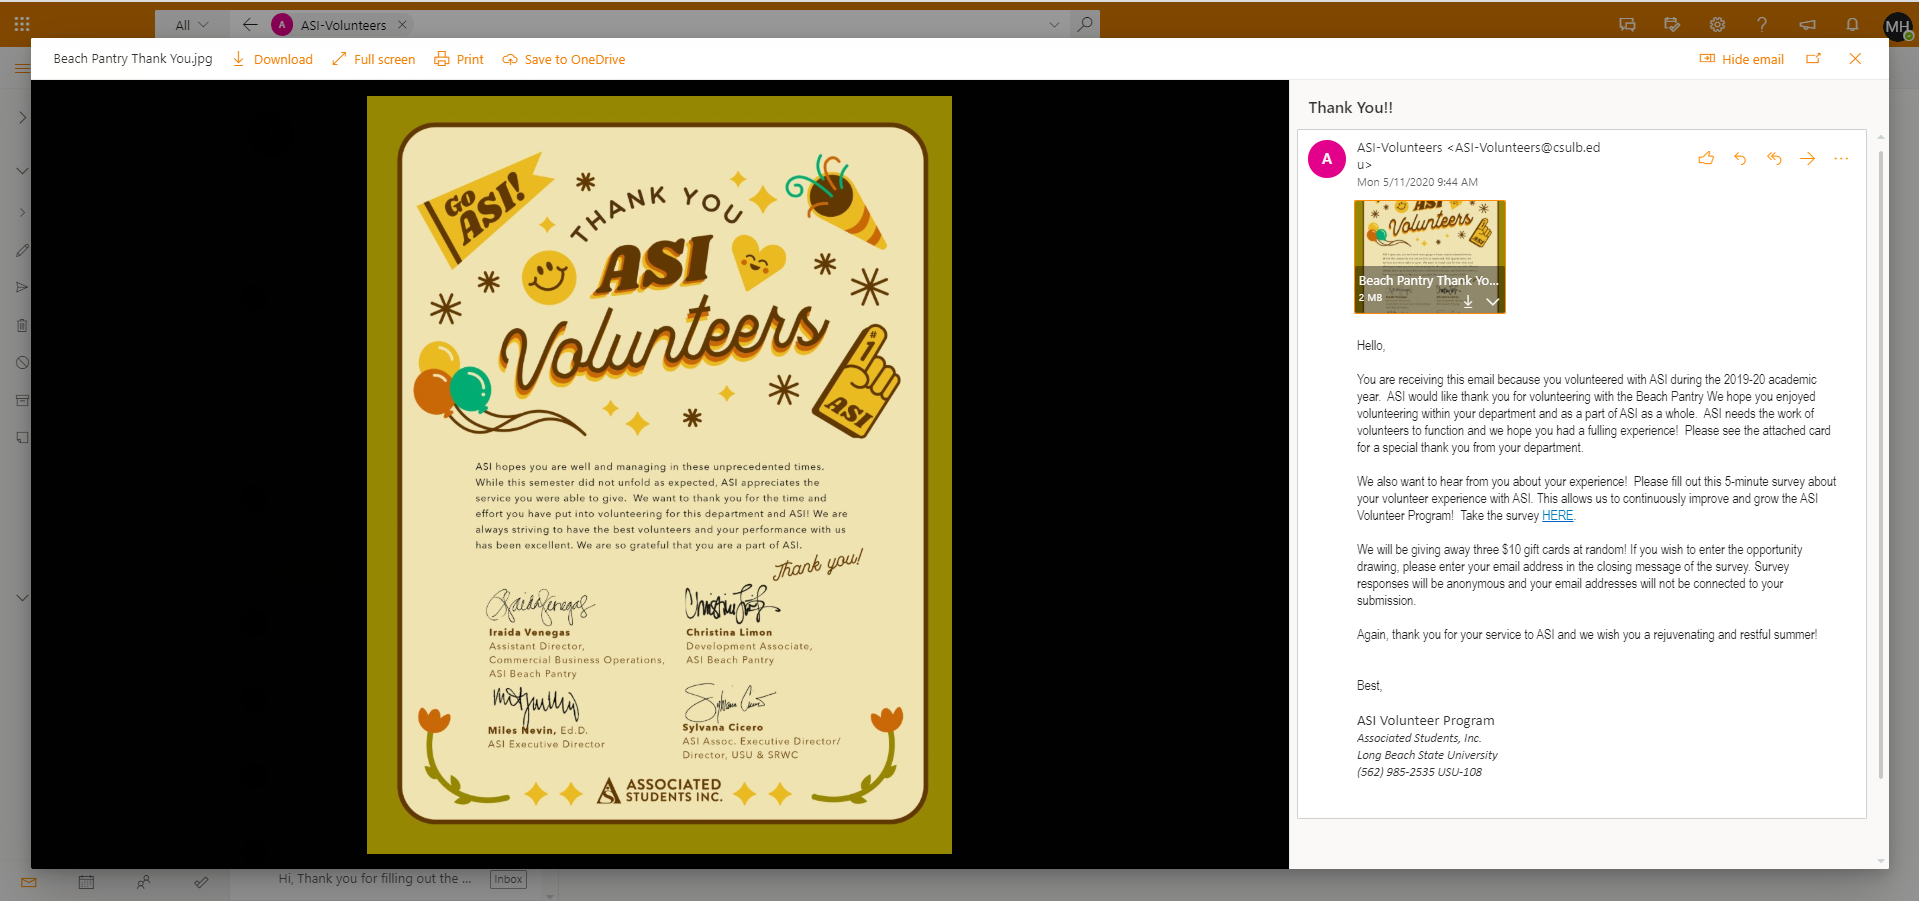 All
A
ASI-Volunteers
MH
Beach Pantry Thank You.jpg
Download
Full screen
Print
Save to OneDrive
Hide email
GO
ASI!
THANK YOU
ASI
Volunteers
#1
ASI
ASI hopes you are well and managing in these unprecedented times.
While this semester did not unfold as expected, ASI appreciates the
service you were able to give. We want to thank you for the time and
effort you have put into volunteering for this department and ASI! We are
always striving to have the best volunteers and your performance with us
has been excellent. We are so grateful that you are a part of ASI.
Thank you!
Iraida Venegas
Assistant Director,
Commercial Business Operations,
ASI Beach Pantry
Christina Limon
Development Associate,
ASI Beach Pantry
Miles Nevin, Ed.D.
ASI Executive Director
Sylvana Cicero
ASI Assoc. Executive Director/
Director, USU & SRWC
ASSOCIATED
STUDENTS INC.
Thank You!!
A
ASI-Volunteers <ASI-Volunteers@csulb.ed
u>
Mon 5/11/2020 9:44 AM
ASI
Volunteers
ASI
Beach Pantry Thank Yo...
2 MB
Hello,
You are receiving this email because you volunteered with ASI during the 2019-20 academic
year.  ASI would like thank you for volunteering with the Beach Pantry We hope you enjoyed
volunteering within your department and as a part of ASI as a whole.  ASI needs the work of
volunteers to function and we hope you had a fulling experience!  Please see the attached card
for a special thank you from your department.
We also want to hear from you about your experience!  Please fill out this 5-minute survey about
your volunteer experience with ASI. This allows us to continuously improve and grow the ASI
Volunteer Program!  Take the survey HERE.
We will be giving away three $10 gift cards at random! If you wish to enter the opportunity
drawing, please enter your email address in the closing message of the survey. Survey
responses will be anonymous and your email addresses will not be connected to your
submission.
Again, thank you for your service to ASI and we wish you a rejuvenating and restful summer!
Best,
ASI Volunteer Program
Associated Students, Inc.
Long Beach State University
(562) 985-2535 USU-108
Hi, Thank you for filling out the ...
Inbox